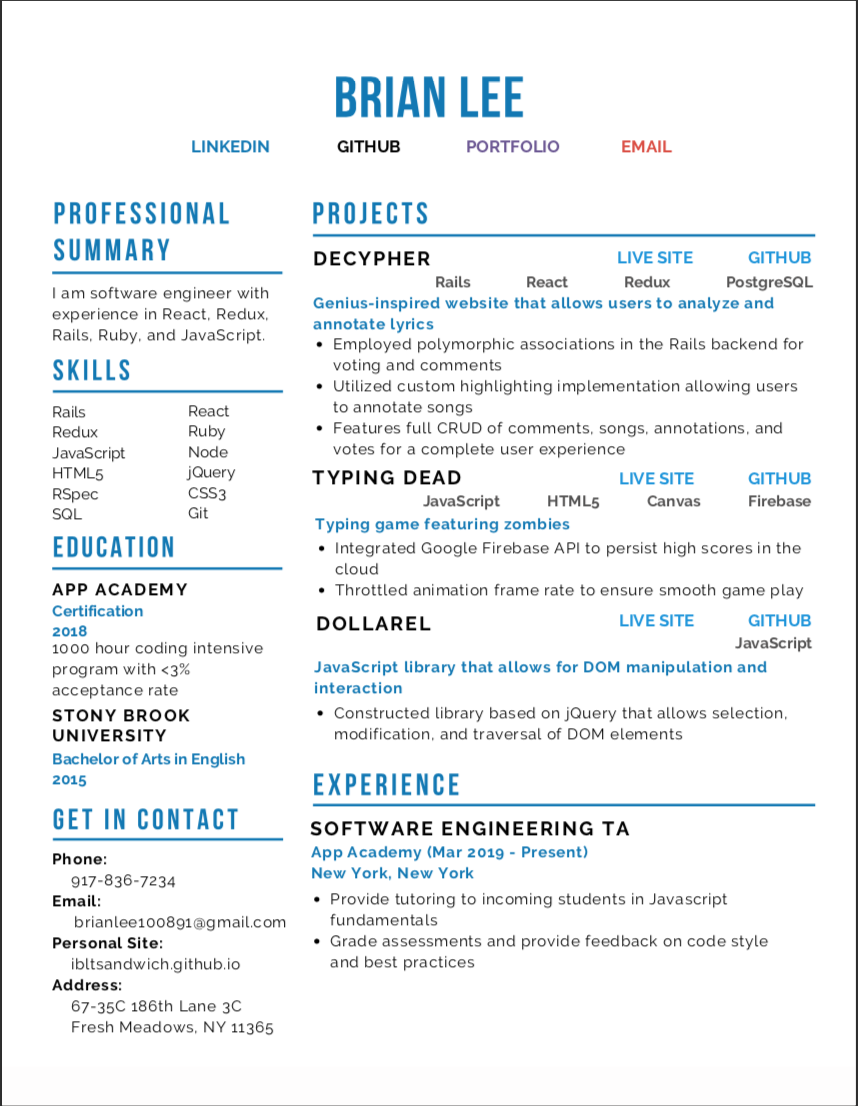 BRIAN LEE
LINKEDIN GITHUB PORTFOLIO EMAIL
PROFESSIONAL
SUMMARY
I am software engineer with
experience in React, Redux,
Rails, Ruby, and JavaScript.
SKILLS
Rails React
Redux Ruby
JavaScript Node
HTML5 jQuery
RSpec CSS3
SQL Git
EDUCATION
APP ACADEMY
Certification
2018
1000 hour coding intensive
program with <3%
acceptance rate
STONY BROOK
UNIVERSITY
Bachelor of Arts in English
2015
GET IN CONTACT
Phone:
917-836-7234
Email:
brianlee100891@gmail.com
Personal Site:
ibltsandwich.github.io
Address:
67-35C 186th Lane 3C
Fresh Meadows, NY 11365
PROJECTS
DECYPHER LIVE SITE GITHUB
Rails React Redux PostgreSQL
Genius-inspired website that allows users to analyze and
annotate lyrics
• Employed polymorphic associations in the Rails backend for
voting and comments
• Utilized custom highlighting implementation allowing users
to annotate songs
• Features full CRUD of comments, songs, annotations, and
votes for a complete user experience
TYPING DEAD LIVE SITE GITHUB
JavaScript HTML5 Canvas Firebase
Typing game featuring zombies
• Integrated Google Firebase API to persist high scores in the
cloud
• Throttled animation frame rate to ensure smooth game play
DOLLAREL LIVE SITE GITHUB
JavaScript
JavaScript library that allows for DOM manipulation and
interaction
• Constructed library based on jQuery that allows selection,
modification, and traversal of DOM elements
EXPERIENCE
SOFTWARE ENGINEERING TA
App Academy (Mar 2019 - Present)
New York, New York
• Provide tutoring to incoming students in Javascript
fundamentals
• Grade assessments and provide feedback on code style
and best practices